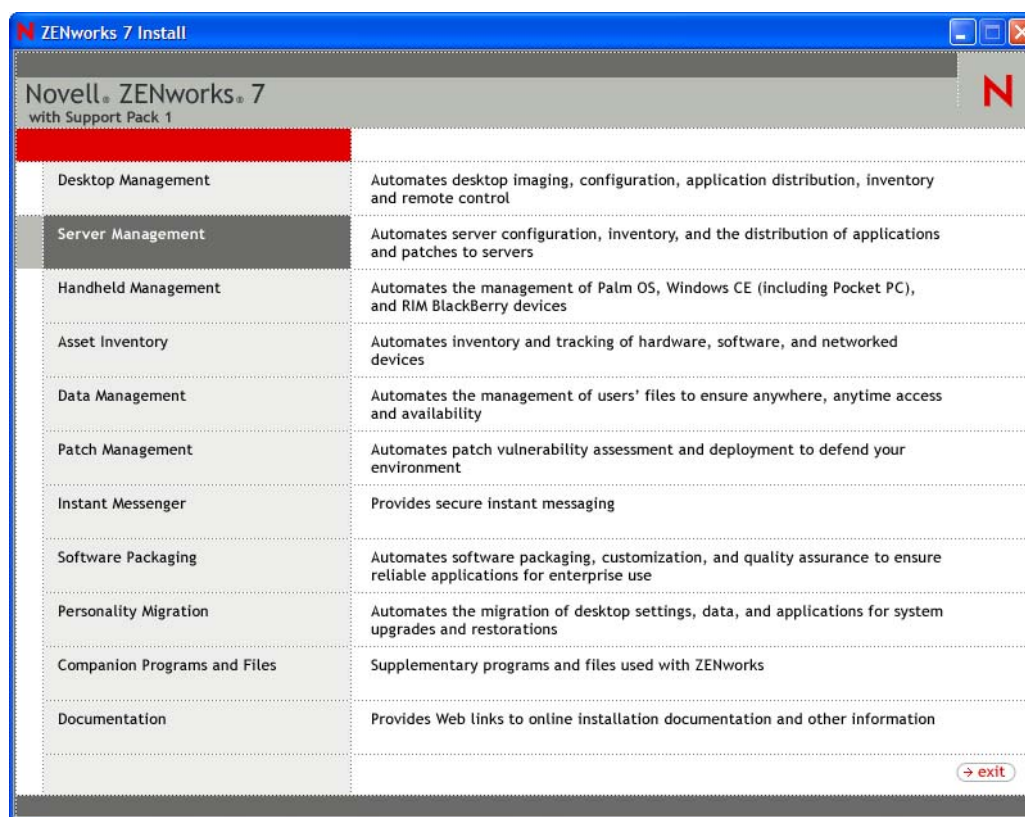 ZENworks 7 Install
Novell® ZENworks® 7
with Support Pack 1
N
Desktop Management
Automates desktop imaging, configuration, application distribution, inventory
and remote control
Server Management
Automates server configuration, inventory, and the distribution of applications
and patches to servers
Handheld Management
Automates the management of Palm OS, Windows CE (including Pocket PC),
and RIM BlackBerry devices
Asset Inventory
Automates inventory and tracking of hardware, software, and networked
devices
Data Management
Automates the management of users’ files to ensure anywhere, anytime access
and availability
Patch Management
Automates patch vulnerability assessment and deployment to defend your
environment
Instant Messenger
Provides secure instant messaging
Software Packaging
Automates software packaging, customization, and quality assurance to ensure
reliable applications for enterprise use
Personality Migration
Automates the migration of desktop settings, data, and applications for system
upgrades and restorations
Companion Programs and Files
Supplementary programs and files used with ZENworks
Documentation
Provides Web links to online installation documentation and other information
→ exit